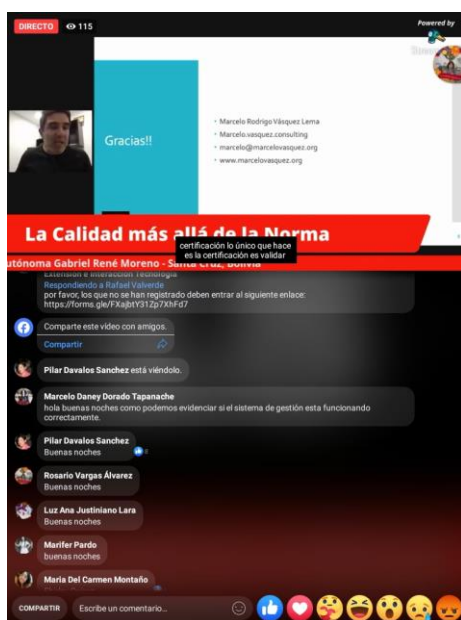 DIRECTO 115
Powered by
Gracias!!
• Marcelo Rodrigo Vásquez Lema
• Marcelo.vasquez.consulting
• marcelo@marcelovasquez.org
• www.marcelovasquez.org
La Calidad más allá de la Norma
certificación lo único que hace
es la certificación es validar
utónoma Gabriel René Moreno - Santa Cruz, Bolivia
Extensión e Interacción Tecnología
Respondiendo a Rafael Valverde
por favor, los que no se han registrado deben entrar al siguiente enlace:
https://forms.gle/FXajbtY31Zp7XhFd7
Comparte este vídeo con amigos.
Compartir
Pilar Davalos Sanchez está viéndolo.
Marcelo Daney Dorado Tapanache
hola buenas noches como podemos evidenciar si el sistema de gestión esta funcionando
correctamente.
Pilar Davalos Sanchez
Buenas noches
Rosario Vargas Álvarez
Buenas noches
Luz Ana Justiniano Lara
Buenas noches
Marifer Pardo
buenas noches
Maria Del Carmen Montaño
COMPARTIR Escribe un comentario...